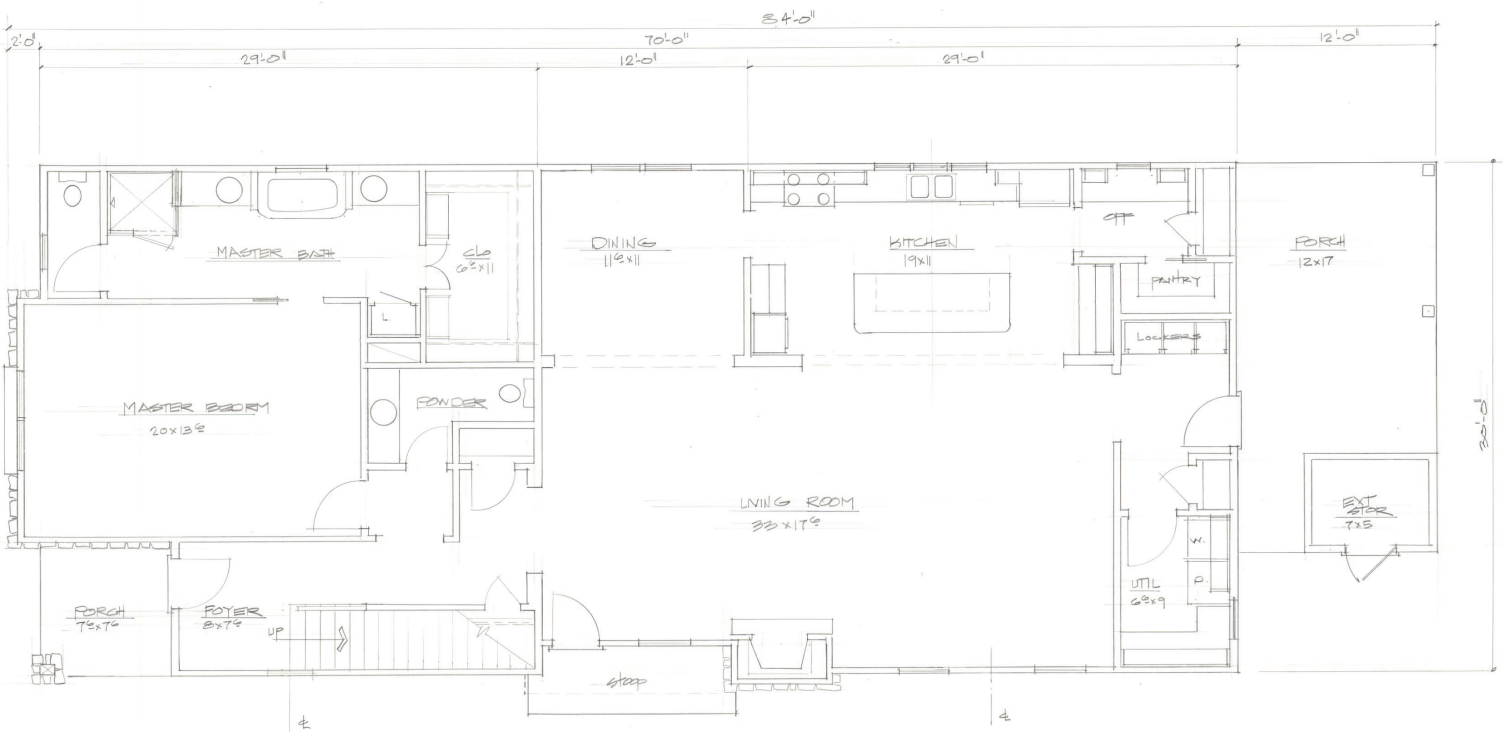 84'-0"
2'-0"
70'-0"
12'-0"
29'-0"
12'-0"
29'-0"
MASTER BATH
CLO
6⁶x11
L.
DINING
11⁶x11
KITCHEN
19x11
OFF
PANTRY
PORCH
12x17
LOCKERS
MASTER BEDRM
20x13⁶
POWDER
30'-0"
LIVING ROOM
33x17⁶
EXT
STOR
7x5
W.
D.
UTIL
6⁶x9
PORCH
7⁶x7⁶
FOYER
8x7⁶
UP
STOOP
℄
℄